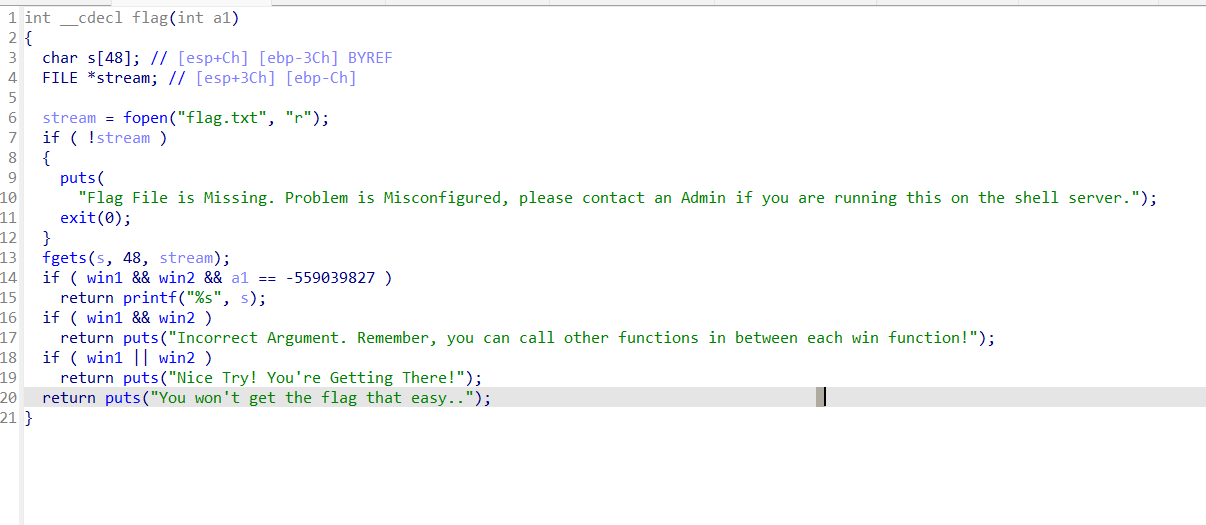 1 int __cdecl flag(int a1)
2 {
3 char s[48]; // [esp+Ch] [ebp-3Ch] BYREF
4 FILE *stream; // [esp+3Ch] [ebp-Ch]
5
6 stream = fopen("flag.txt", "r");
7 if ( !stream )
8 {
9 puts(
10 "Flag File is Missing. Problem is Misconfigured, please contact an Admin if you are running this on the shell server.");
11 exit(0);
12 }
13 fgets(s, 48, stream);
14 if ( win1 && win2 && a1 == -559039827 )
15 return printf("%s", s);
16 if ( win1 && win2 )
17 return puts("Incorrect Argument. Remember, you can call other functions in between each win function!");
18 if ( win1 || win2 )
19 return puts("Nice Try! You're Getting There!");
20 return puts("You won't get the flag that easy..");
21 }